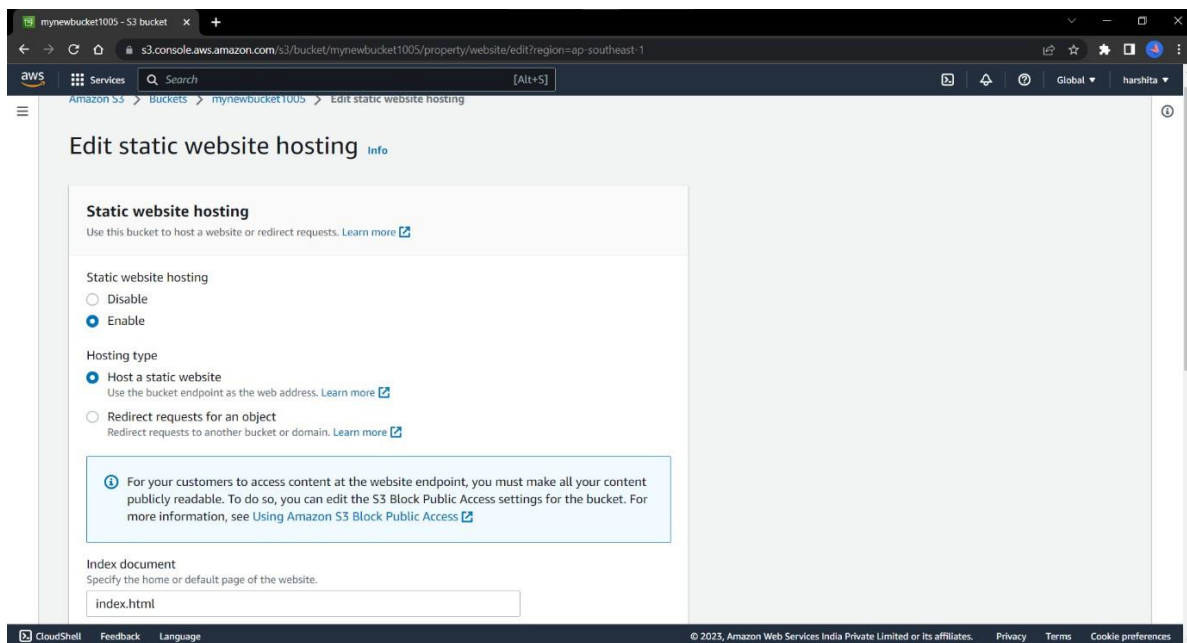 mynewbucket1005 - S3 bucket
s3.console.aws.amazon.com/s3/bucket/mynewbucket1005/property/website/edit?region=ap-southeast-1
aws Services Search [Alt+S] Global harshita
Amazon S3 > Buckets > mynewbucket1005 > Edit static website hosting
Edit static website hosting Info
Static website hosting
Use this bucket to host a website or redirect requests. Learn more
Static website hosting
Disable
Enable
Hosting type
Host a static website
Use the bucket endpoint as the web address. Learn more
Redirect requests for an object
Redirect requests to another bucket or domain. Learn more
For your customers to access content at the website endpoint, you must make all your content
publicly readable. To do so, you can edit the S3 Block Public Access settings for the bucket. For
more information, see Using Amazon S3 Block Public Access
Index document
Specify the home or default page of the website.
index.html
CloudShell Feedback Language © 2023, Amazon Web Services India Private Limited or its affiliates. Privacy Terms Cookie preferences